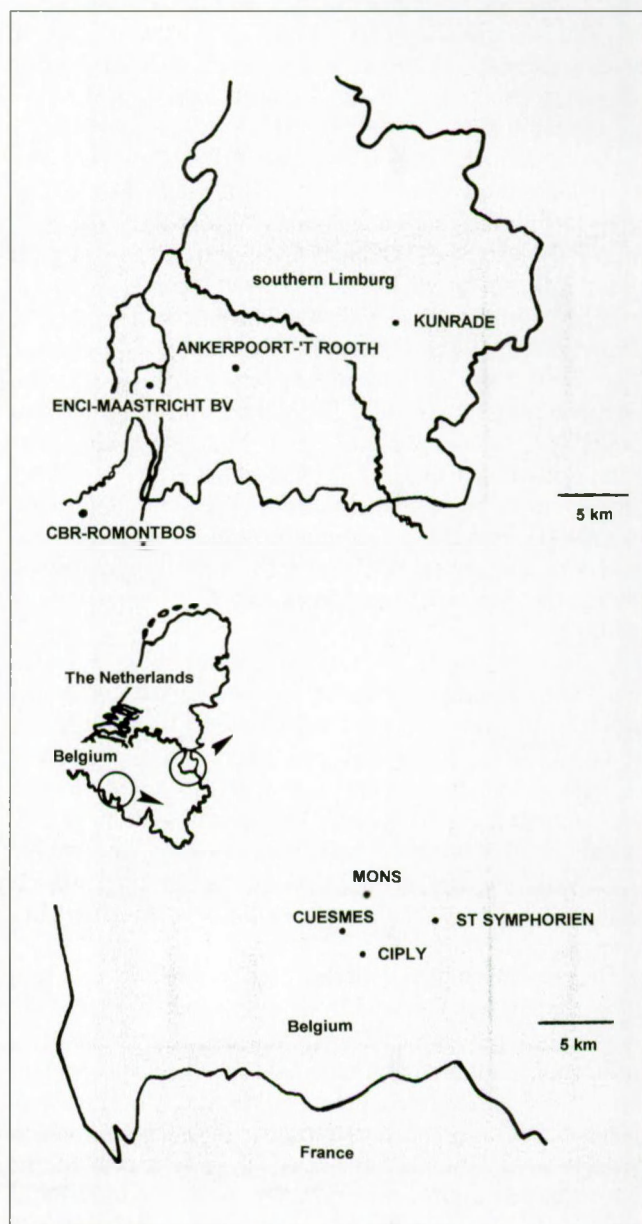 southern Limburg
KUNRADE
ANKERPOORT-'T ROOTH
ENCI-MAASTRICHT BV
5 km
CBR-ROMONTBOS
The Netherlands
Belgium
MONS
CUESMES
ST SYMPHORIEN
CIPLY
Belgium
5 km
France